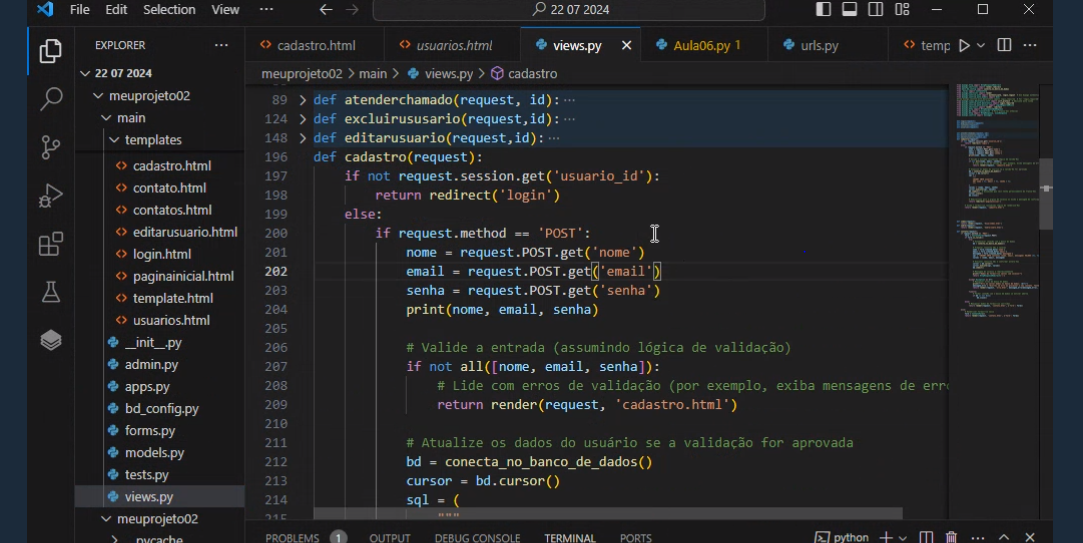 File Edit Selection View ··· ← → 22 07 2024
EXPLORER ···
22 07 2024
meuprojeto02
main
templates
cadastro.html
contato.html
contatos.html
editarusuario.html
login.html
paginainicial.html
template.html
usuarios.html
__init__.py
admin.py
apps.py
bd_config.py
forms.py
models.py
tests.py
views.py
meuprojeto02
pycache
cadastro.html usuarios.html views.py × Aula06.py 1 urls.py temp ···
meuprojeto02 > main > views.py > cadastro
89 > def atenderchamado(request, id): ···
124 > def excluirususario(request,id): ···
148 > def editarusuario(request,id): ···
196 def cadastro(request):
197 if not request.session.get('usuario_id'):
198 return redirect('login')
199 else:
200 if request.method == 'POST':
201 nome = request.POST.get('nome')
202 email = request.POST.get('email')
203 senha = request.POST.get('senha')
204 print(nome, email, senha)
205
206 # Valide a entrada (assumindo lógica de validação)
207 if not all([nome, email, senha]):
208 # Lide com erros de validação (por exemplo, exiba mensagens de erro
209 return render(request, 'cadastro.html')
210
211 # Atualize os dados do usuário se a validação for aprovada
212 bd = conecta_no_banco_de_dados()
213 cursor = bd.cursor()
214 sql = (
215 """
PROBLEMS 1 OUTPUT DEBUG CONSOLE TERMINAL PORTS python